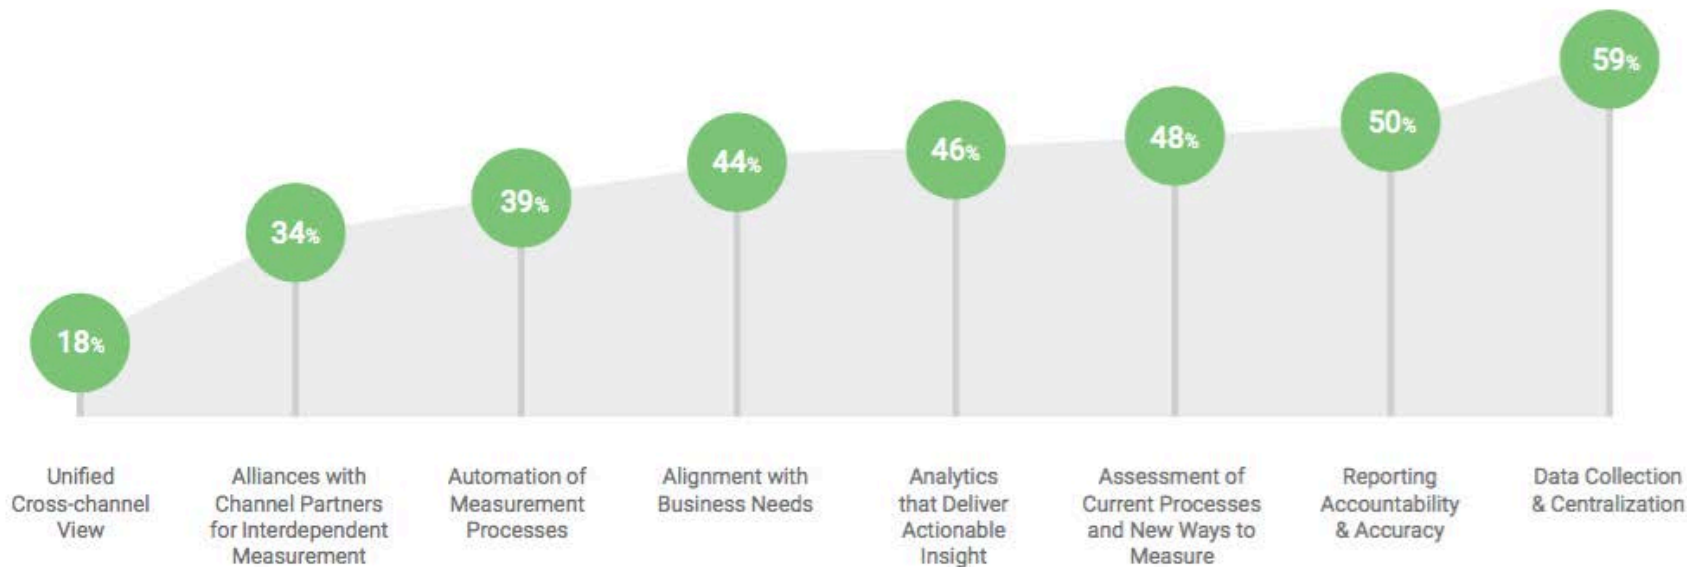 18%
34%
39%
44%
46%
48%
50%
59%
Unified
Cross-channel
View
Alliances with
Channel Partners
for Interdependent
Measurement
Automation of
Measurement
Processes
Alignment with
Business Needs
Analytics
that Deliver
Actionable
Insight
Assessment of
Current Processes
and New Ways to
Measure
Reporting
Accountability
& Accuracy
Data Collection
& Centralization